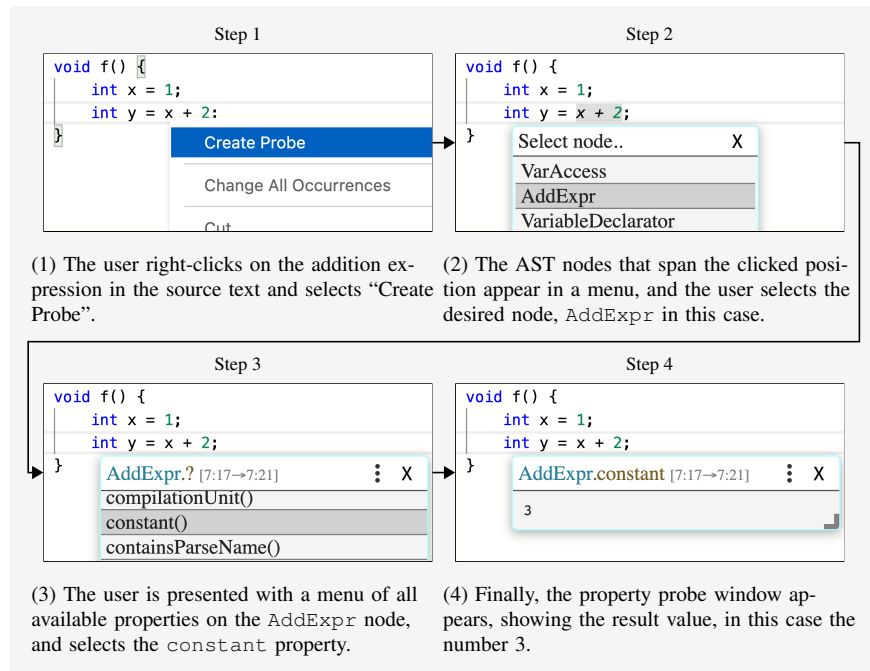 Step 1
void f() {
int x = 1;
int y = x + 2:
}
Create Probe
Change All Occurrences
Cut
(1) The user right-clicks on the addition ex-
pression in the source text and selects “Create
Probe”.
Step 2
void f() {
int x = 1;
int y = x + 2;
}
Select node.. X
VarAccess
AddExpr
VariableDeclarator
(2) The AST nodes that span the clicked posi-
tion appear in a menu, and the user selects the
desired node, AddExpr in this case.
Step 3
void f() {
int x = 1;
int y = x + 2;
}
AddExpr.? [7:17→7:21] ⋮ X
compilationUnit()
constant()
containsParseName()
(3) The user is presented with a menu of all
available properties on the AddExpr node,
and selects the constant property.
Step 4
void f() {
int x = 1;
int y = x + 2;
}
AddExpr.constant [7:17→7:21] ⋮ X
3
(4) Finally, the property probe window ap-
pears, showing the result value, in this case the
number 3.